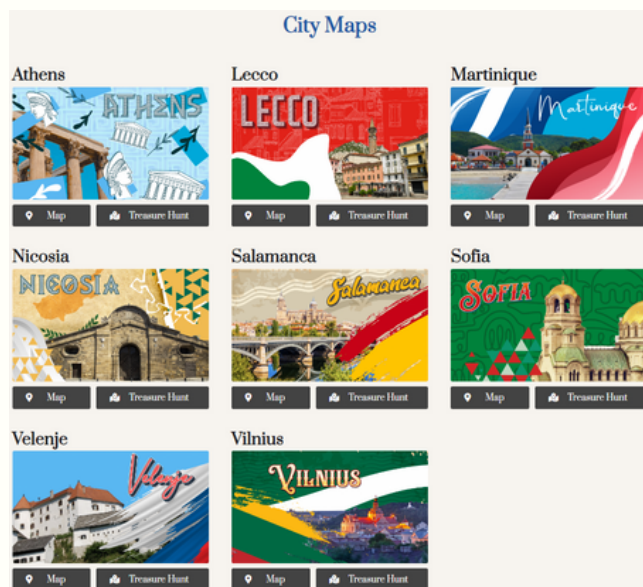 City Maps
Athens Lecco Martinique
ATHENS LECCO Martinique
Map Treasure Hunt Map Treasure Hunt Map Treasure Hunt
Nicosia Salamanca Sofia
NICOSIA Salamanca SOFIA
Map Treasure Hunt Map Treasure Hunt Map Treasure Hunt
Velenje Vilnius
Velenje VILNIUS
Map Treasure Hunt Map Treasure Hunt